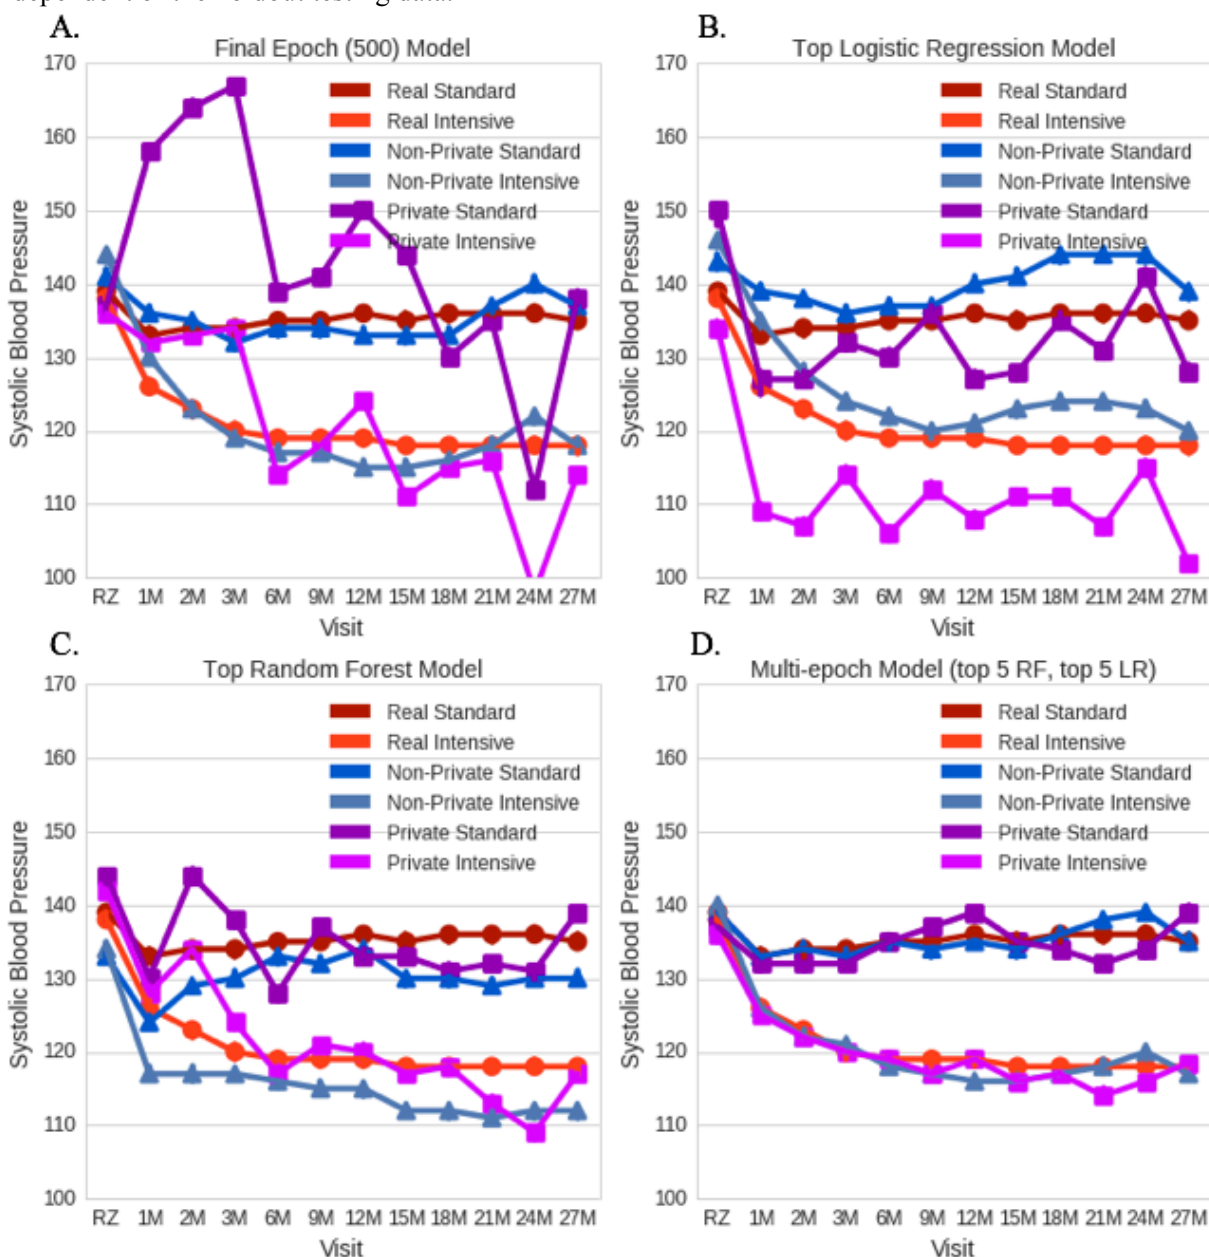 A.
Final Epoch (500) Model
170
160
150
140
130
120
110
100
Systolic Blood Pressure
Real Standard
Real Intensive
Non-Private Standard
Non-Private Intensive
Private Standard
Private Intensive
RZ 1M 2M 3M 6M 9M 12M 15M 18M 21M 24M 27M
Visit
B.
Top Logistic Regression Model
170
160
150
140
130
120
110
100
Systolic Blood Pressure
Real Standard
Real Intensive
Non-Private Standard
Non-Private Intensive
Private Standard
Private Intensive
RZ 1M 2M 3M 6M 9M 12M 15M 18M 21M 24M 27M
Visit
C.
Top Random Forest Model
170
160
150
140
130
120
110
100
Systolic Blood Pressure
Real Standard
Real Intensive
Non-Private Standard
Non-Private Intensive
Private Standard
Private Intensive
RZ 1M 2M 3M 6M 9M 12M 15M 18M 21M 24M 27M
Visit
D.
Multi-epoch Model (top 5 RF, top 5 LR)
170
160
150
140
130
120
110
100
Systolic Blood Pressure
Real Standard
Real Intensive
Non-Private Standard
Non-Private Intensive
Private Standard
Private Intensive
RZ 1M 2M 3M 6M 9M 12M 15M 18M 21M 24M 27M
Visit